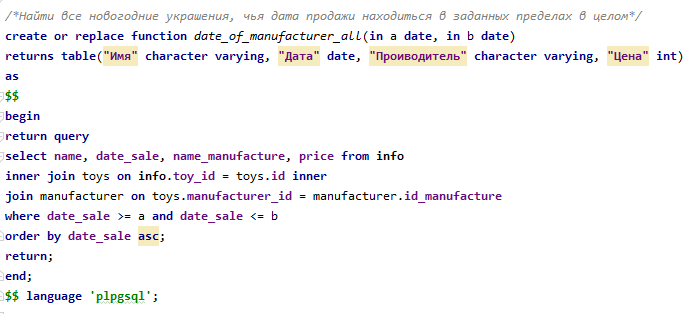 /*Найти все новогодние украшения, чья дата продажи находиться в заданных пределах в целом*/
create or replace function date_of_manufacturer_all(in a date, in b date)
returns table("Имя" character varying, "Дата" date, "Проиводитель" character varying, "Цена" int)
as
$$
begin
return query
select name, date_sale, name_manufacture, price from info
inner join toys on info.toy_id = toys.id inner
join manufacturer on toys.manufacturer_id = manufacturer.id_manufacture
where date_sale >= a and date_sale <= b
order by date_sale asc;
return;
end;
$$ language 'plpgsql';